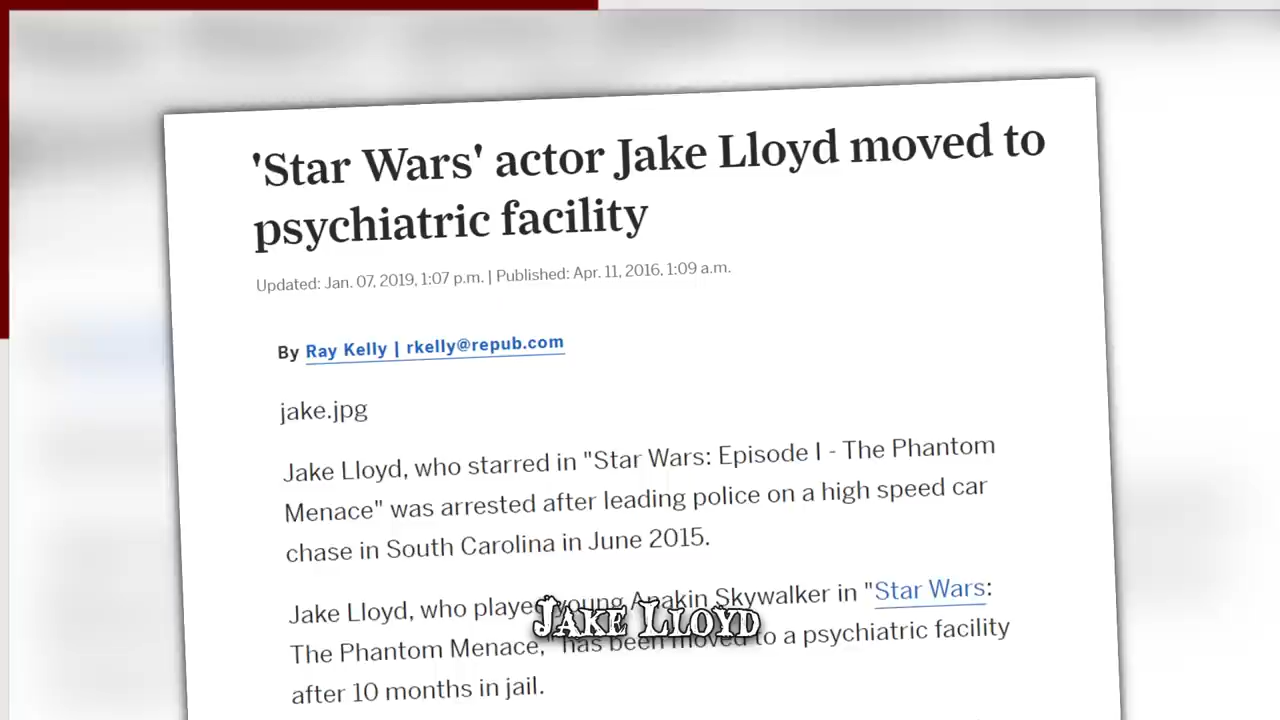 'Star Wars' actor Jake Lloyd moved to
psychiatric facility
Updated: Jan. 07, 2019, 1:07 p.m. | Published: Apr. 11, 2016, 1:09 a.m.
By Ray Kelly | rkelly@repub.com
jake.jpg
Jake Lloyd, who starred in "Star Wars: Episode I - The Phantom
Menace" was arrested after leading police on a high speed car
chase in South Carolina in June 2015.
Jake Lloyd, who played young Anakin Skywalker in "Star Wars:
The Phantom Menace," has been moved to a psychiatric facility
after 10 months in jail.
Jake Lloyd